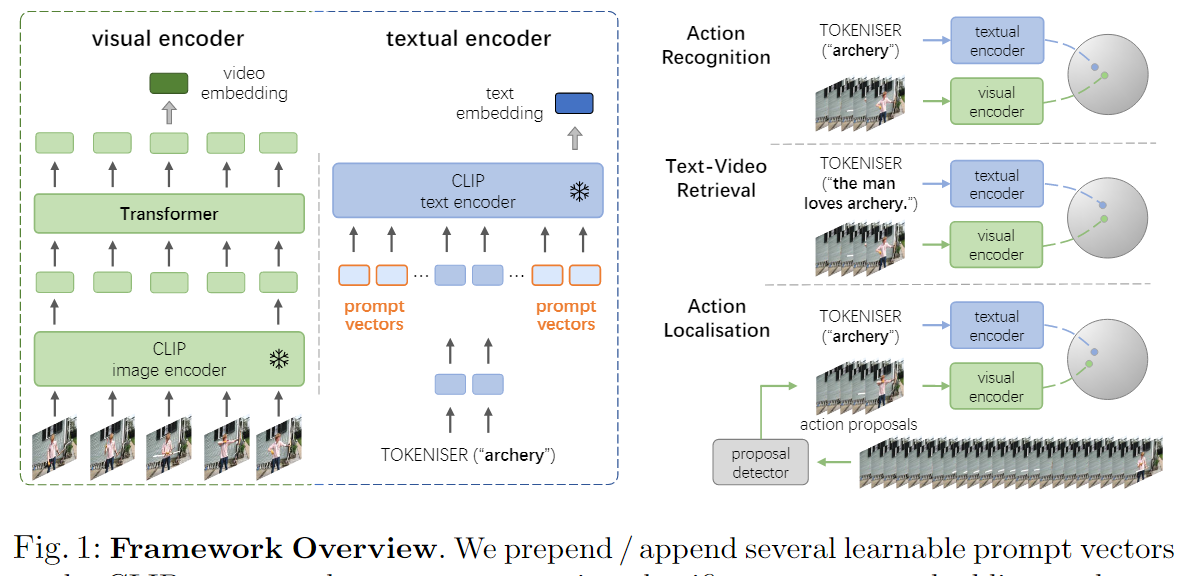 visual encoder
video
embedding
Transformer
CLIP
image encoder
textual encoder
text
embedding
CLIP
text encoder
... ...
prompt
vectors
prompt
vectors
TOKENISER (“archery”)
Action
Recognition
TOKENISER
(“archery”)
textual
encoder
visual
encoder
Text-Video
Retrieval
TOKENISER
(“the man
loves archery.”)
textual
encoder
visual
encoder
Action
Localisation
TOKENISER
(“archery”)
textual
encoder
visual
encoder
action proposals
proposal
detector
Fig. 1: Framework Overview. We prepend / append several learnable prompt vectors